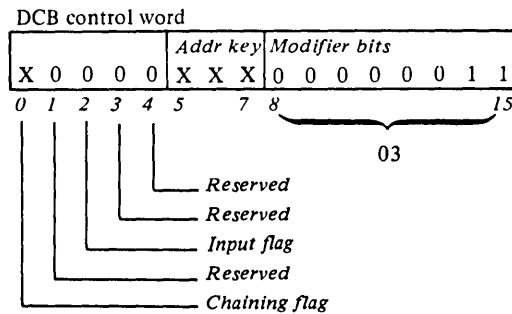 DCB control word
Addr key Modifier bits
X 0 0 0 0 X X X 0 0 0 0 0 0 1 1
0 1 2 3 4 5 7 8 15
03
Reserved
Reserved
Input flag
Reserved
Chaining flag